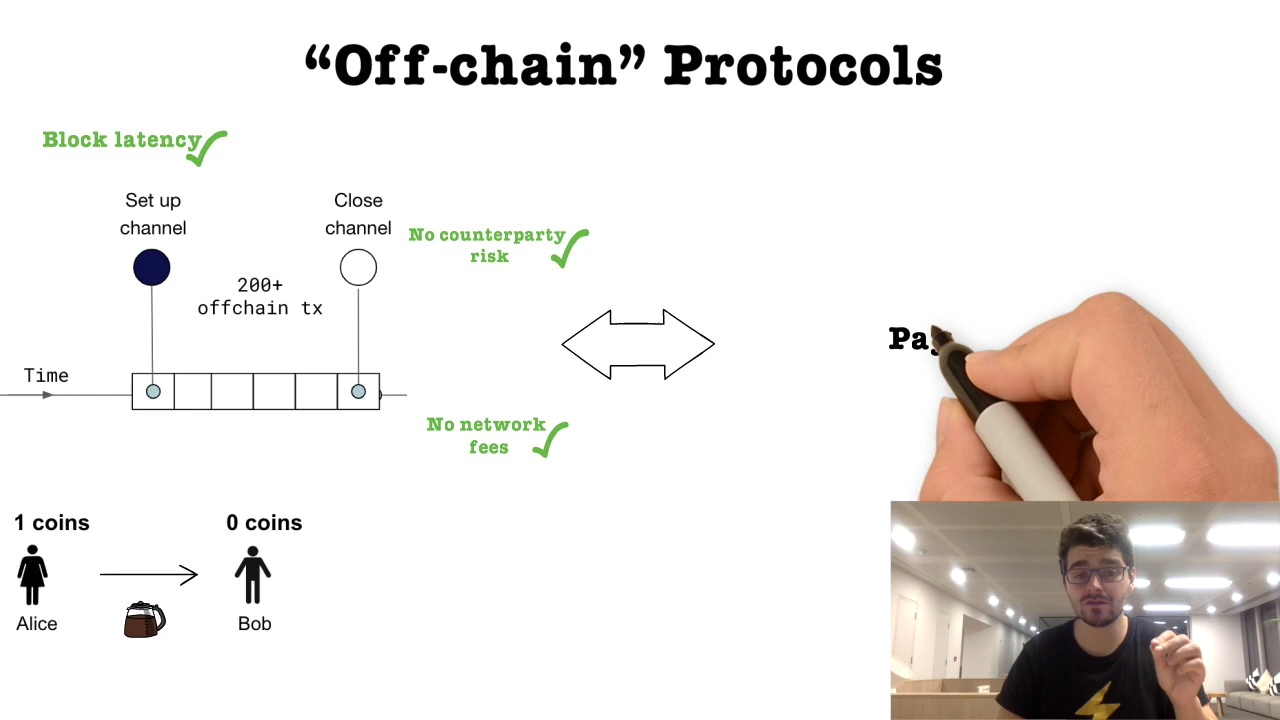 “Off-chain” Protocols
Block latency
Set up
channel
Close
channel
No counterparty
risk
200+
offchain tx
Time
No network
fees
1 coins
0 coins
Alice
Bob